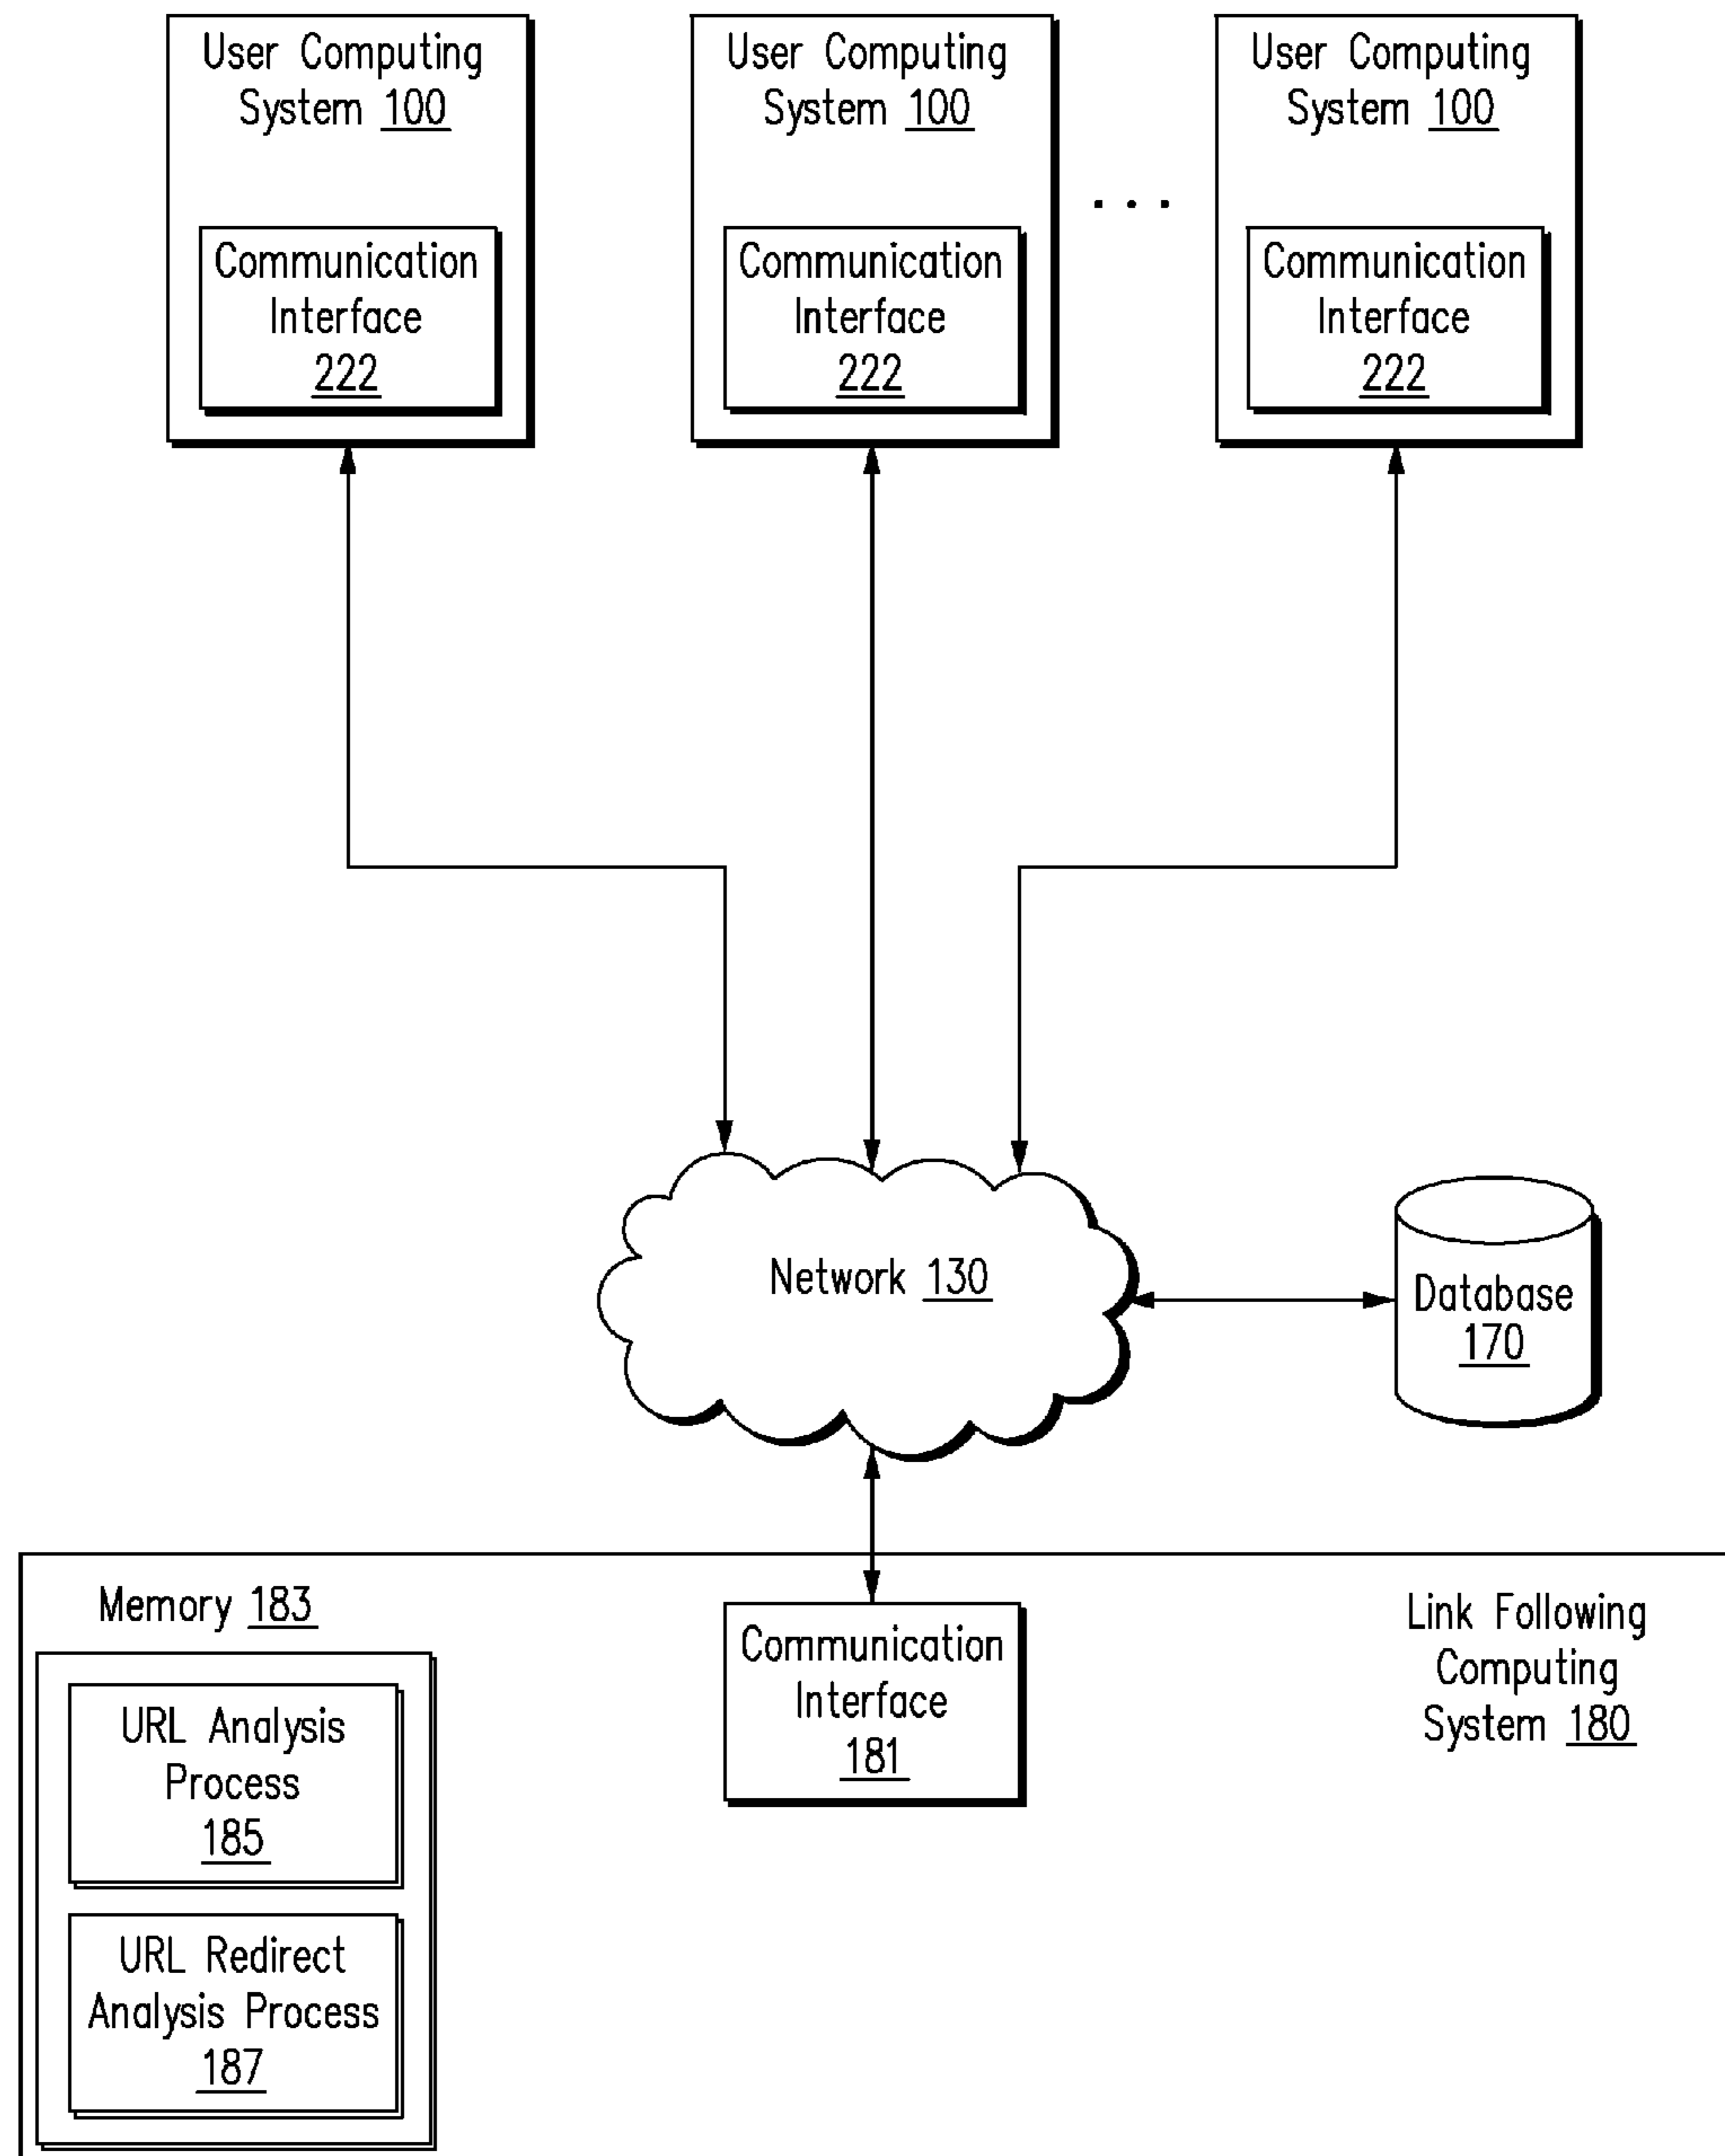 User Computing
System 100
Communication
Interface
222
User Computing
System 100
Communication
Interface
222
...
User Computing
System 100
Communication
Interface
222
Network 130
Database
170
Memory 183
URL Analysis
Process
185
URL Redirect
Analysis Process
187
Communication
Interface
181
Link Following
Computing
System 180